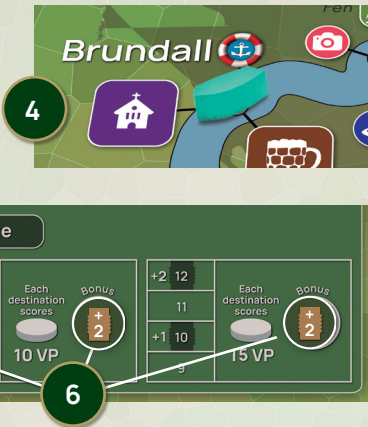 ren
Brundall
4
e
Each
destination
scores
10 VP
Bonus
+
2
+2 12
11
+1 10
9
Each
destination
scores
15 VP
Bonus
+
2
6